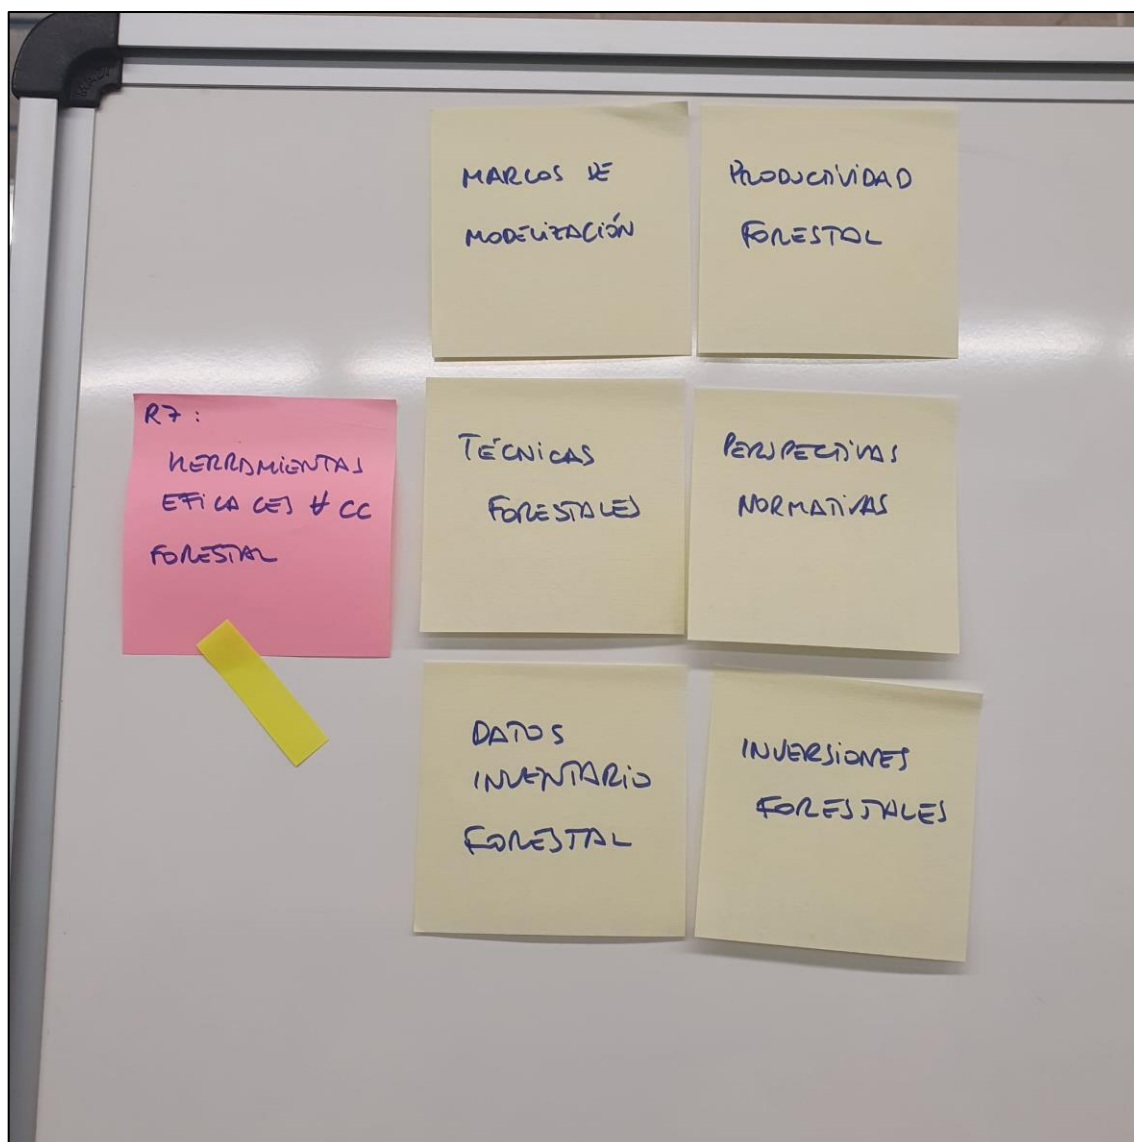 R7:
HERRAMIENTAS
EFICACES # CC
FORESTAL
MARCOS DE
MODELIZACIÓN
PRODUCTIVIDAD
FORESTAL
TÉCNICAS
FORESTALES
PERSPECTIVAS
NORMATIVAS
DATOS
INVENTARIO
FORESTAL
INVERSIONES
FORESTALES